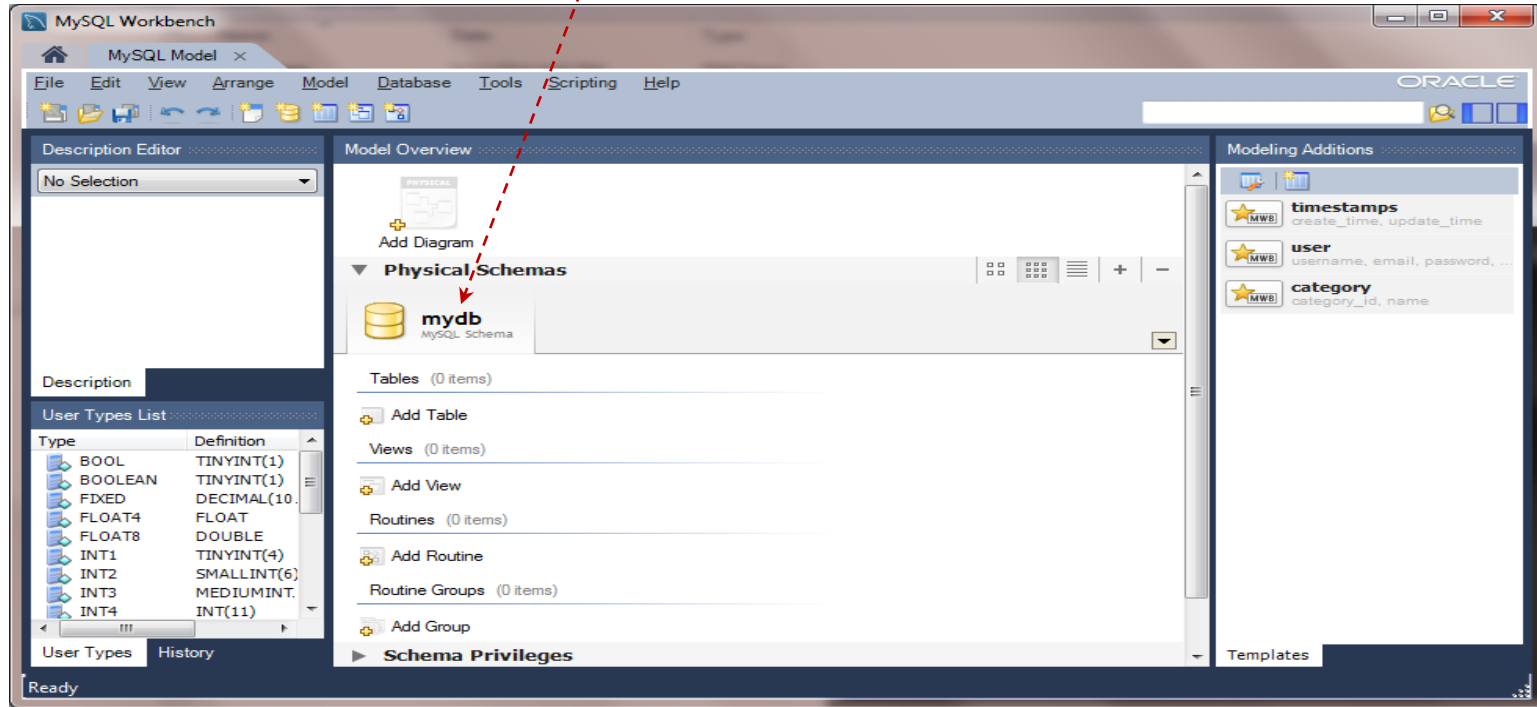 MySQL Workbench
MySQL Model
File Edit View Arrange Model Database Tools Scripting Help
ORACLE
Description Editor
No Selection
Description
User Types List
Type Definition
BOOL TINYINT(1)
BOOLEAN TINYINT(1)
FIXED DECIMAL(10.
FLOAT4 FLOAT
FLOAT8 DOUBLE
INT1 TINYINT(4)
INT2 SMALLINT(6)
INT3 MEDIUMINT.
INT4 INT(11)
User Types History
Model Overview
PHYSICAL
Add Diagram
Physical Schemas
mydb
MySQL Schema
Tables (0 items)
Add Table
Views (0 items)
Add View
Routines (0 items)
Add Routine
Routine Groups (0 items)
Add Group
Schema Privileges
Modeling Additions
MWB timestamps
create_time, update_time
MWB user
username, email, password, ...
MWB category
category_id, name
Templates
Ready